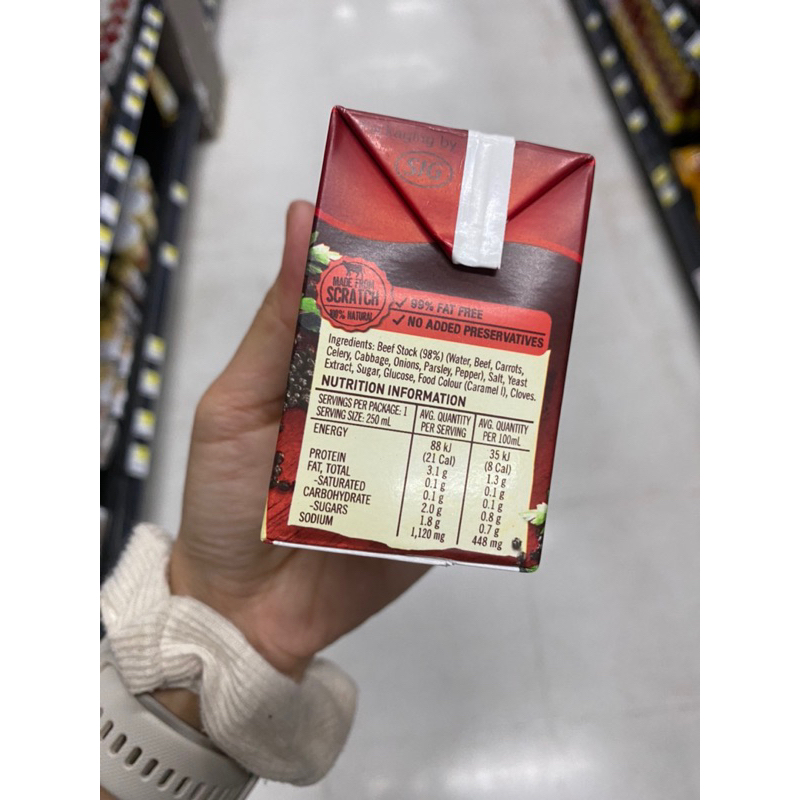 aging by
SIG
MADE FROM
SCRATCH
100% NATURAL
✓ 99% FAT FREE
✓ NO ADDED PRESERVATIVES
Ingredients: Beef Stock (98%) (Water, Beef, Carrots,
Celery, Cabbage, Onions, Parsley, Pepper), Salt, Yeast
Extract, Sugar, Glucose, Food Colour (Caramel I), Cloves.
NUTRITION INFORMATION
SERVINGS PER PACKAGE: 1
SERVING SIZE: 250 mL
AVG. QUANTITY
PER SERVING
AVG. QUANTITY
PER 100mL
ENERGY 88 kJ 35 kJ
(21 Cal) (8 Cal)
PROTEIN 3.1 g 1.3 g
FAT, TOTAL 0.1 g 0.1 g
-SATURATED 0.1 g 0.1 g
CARBOHYDRATE 2.0 g 0.8 g
-SUGARS 1.8 g 0.7 g
SODIUM 1,120 mg 448 mg